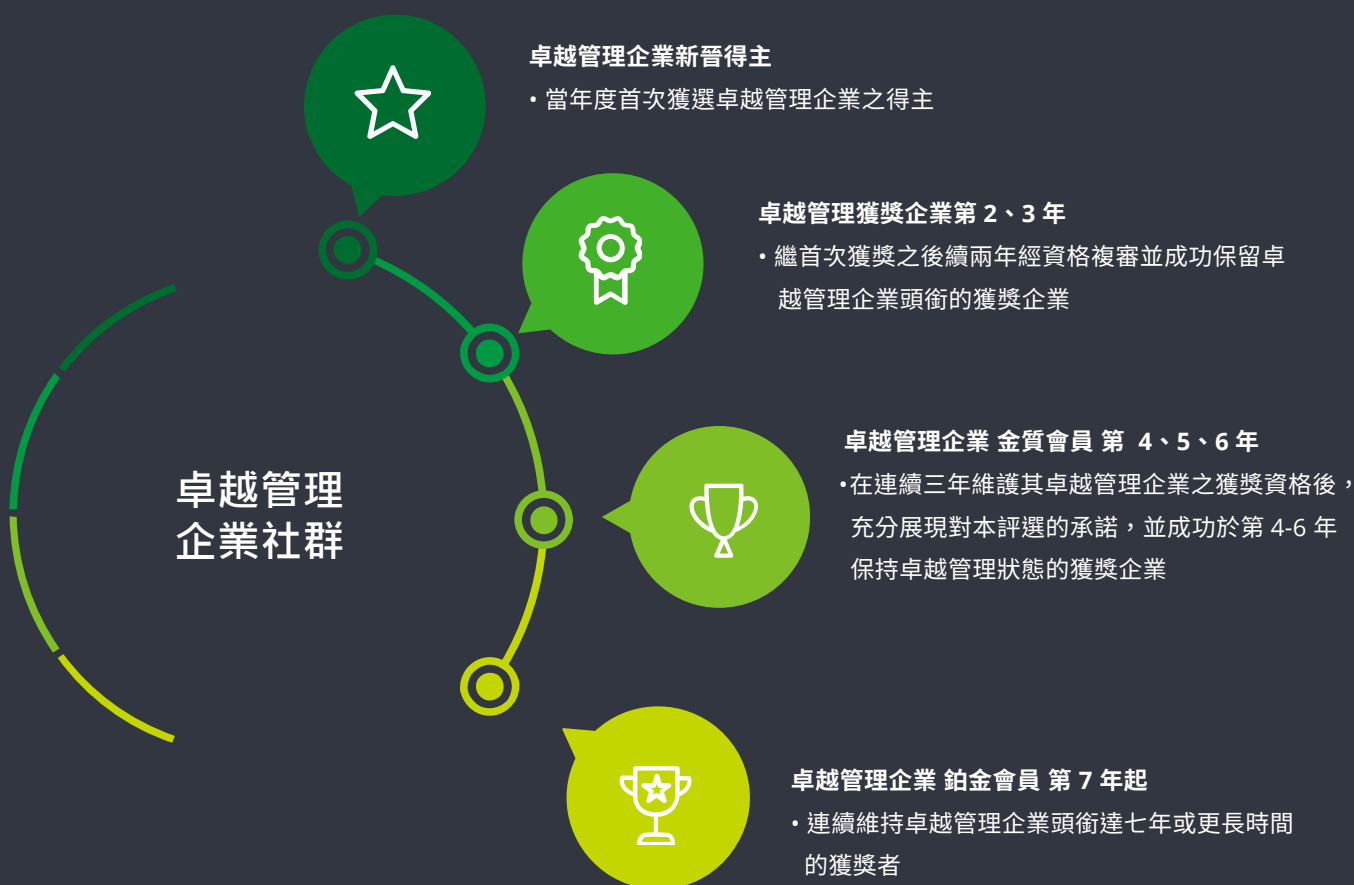 卓越管理企業新晉得主
• 當年度首次獲選卓越管理企業之得主
卓越管理獲獎企業第 2、3 年
• 繼首次獲獎之後續兩年經資格複審並成功保留卓
越管理企業頭銜的獲獎企業
卓越管理企業 金質會員 第 4、5、6 年
•在連續三年維護其卓越管理企業之獲獎資格後，
充分展現對本評選的承諾，並成功於第 4-6 年
保持卓越管理狀態的獲獎企業
卓越管理
企業社群
卓越管理企業 鉑金會員 第 7 年起
• 連續維持卓越管理企業頭銜達七年或更長時間
的獲獎者